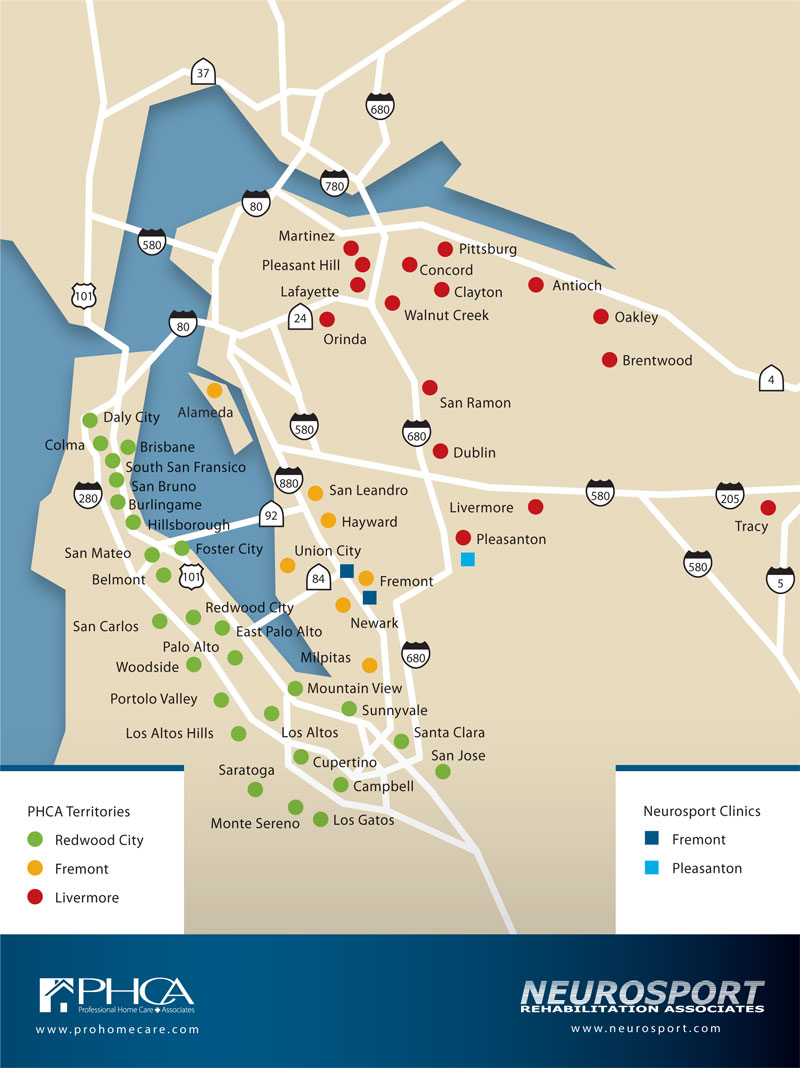 37
680
780
80
580
Martinez
Pittsburg
Pleasant Hill
Concord
Lafayette
Clayton
Antioch
101
Walnut Creek
24
Oakley
80
Orinda
Brentwood
4
San Ramon
Alameda
Daly City
580
680
Colma
Brisbane
Dublin
South San Fransico
880
San Bruno
San Leandro
280
580
205
Burlingame
Livermore
92
Hillsborough
Hayward
Tracy
Pleasanton
San Mateo
Foster City
Union City
580
Belmont
101
84
Fremont
5
Redwood City
San Carlos
East Palo Alto
Newark
Palo Alto
Milpitas
680
Woodside
Mountain View
Portolo Valley
Sunnyvale
Los Altos Hills
Los Altos
Santa Clara
San Jose
Saratoga
Cupertino
Campbell
Monte Sereno
Los Gatos
PHCA Territories
Redwood City
Fremont
Livermore
Neurosport Clinics
Fremont
Pleasanton
PHCA
Professional Home Care + Associates
www.prohomecare.com
NEUROSPORT
REHABILITATION ASSOCIATES
www.neurosport.com